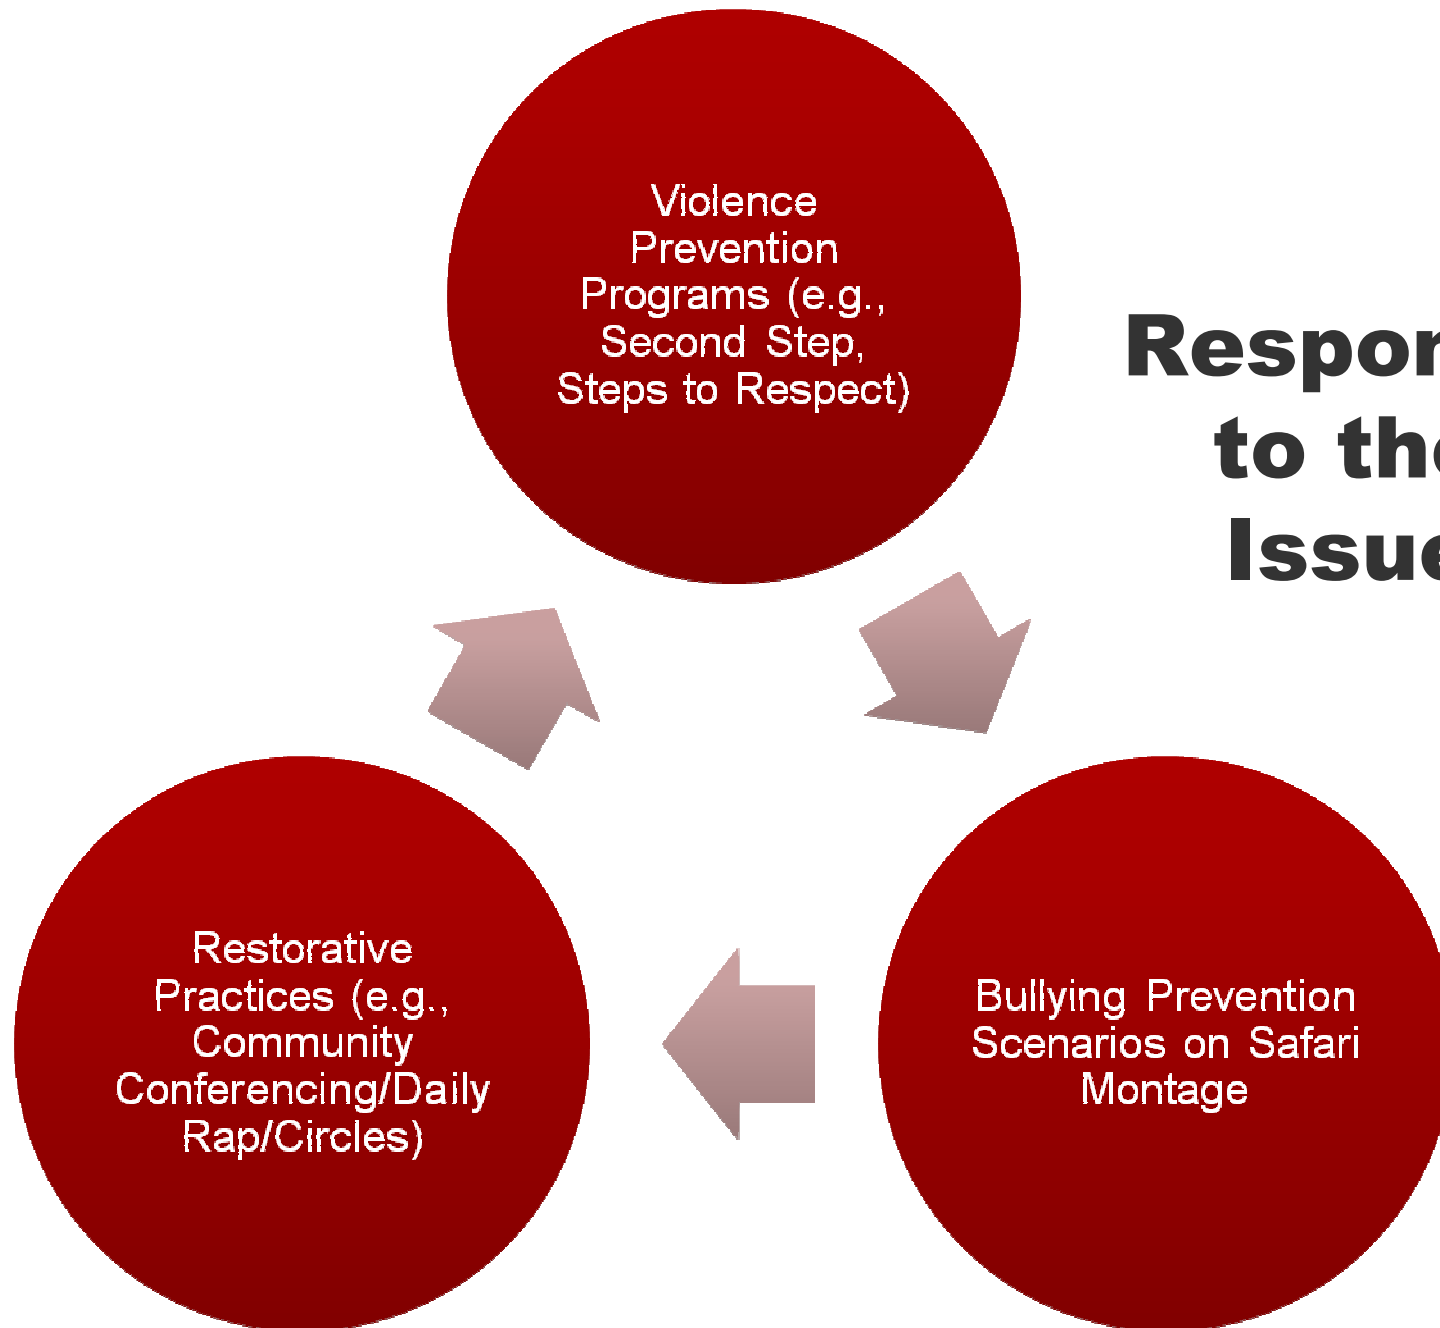 Violence
Prevention
Programs (e.g.,
Second Step,
Steps to Respect)
to
Bullying Prevention
Scenarios on Safari
Montage
Restorative
Practices (e.g.,
Community
Conferencing/Daily
Rap/Circles)